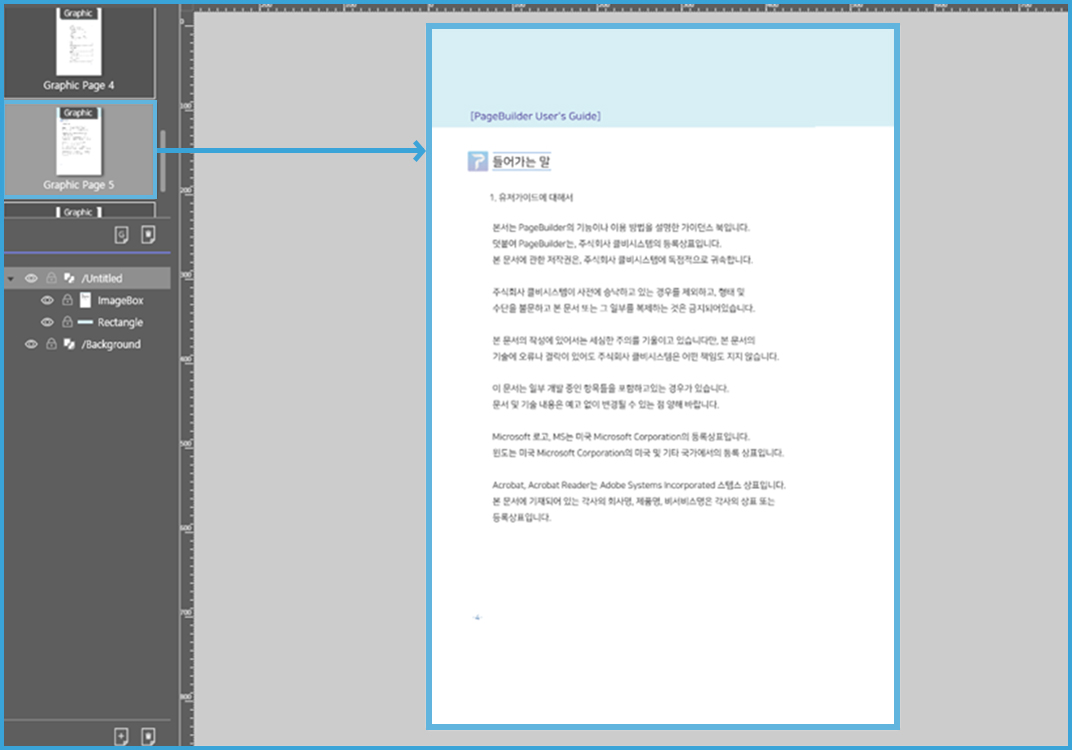 Graphic
Graphic Page 4
Graphic
Graphic Page 5
Graphic
/Untitled
ImageBox
Rectangle
/Background
[PageBuilder User's Guide]
들어가는 말
1. 유저가이드에 대해서
본서는 PageBuilder의 기능이나 이용 방법을 설명한 가이던스 북입니다.
덧붙여 PageBuilder는, 주식회사 클비시스템의 등록상표입니다.
본 문서에 관한 저작권은, 주식회사 클비시스템에 독점적으로 귀속합니다.
주식회사 클비시스템이 사전에 승낙하고 있는 경우를 제외하고, 형태 및
수단을 불문하고 본 문서 또는 그 일부를 복제하는 것은 금지되어있습니다.
본 문서의 작성에 있어서는 세심한 주의를 기울이고 있습니다만, 본 문서의
기술에 오류나 결락이 있어도 주식회사 클비시스템은 어떤 책임도 지지 않습니다.
이 문서는 일부 개발 중인 항목들을 포함하고있는 경우가 있습니다.
문서 및 기술 내용은 예고 없이 변경될 수 있는 점 양해 바랍니다.
Microsoft 로고, MS는 미국 Microsoft Corporation의 등록상표입니다.
윈도는 미국 Microsoft Corporation의 미국 및 기타 국가에서의 등록 상표입니다.
Acrobat, Acrobat Reader는 Adobe Systems Incorporated 스템스 상표입니다.
본 문서에 기재되어 있는 각사의 회사명, 제품명, 비서비스명은 각사의 상표 또는
등록상표입니다.